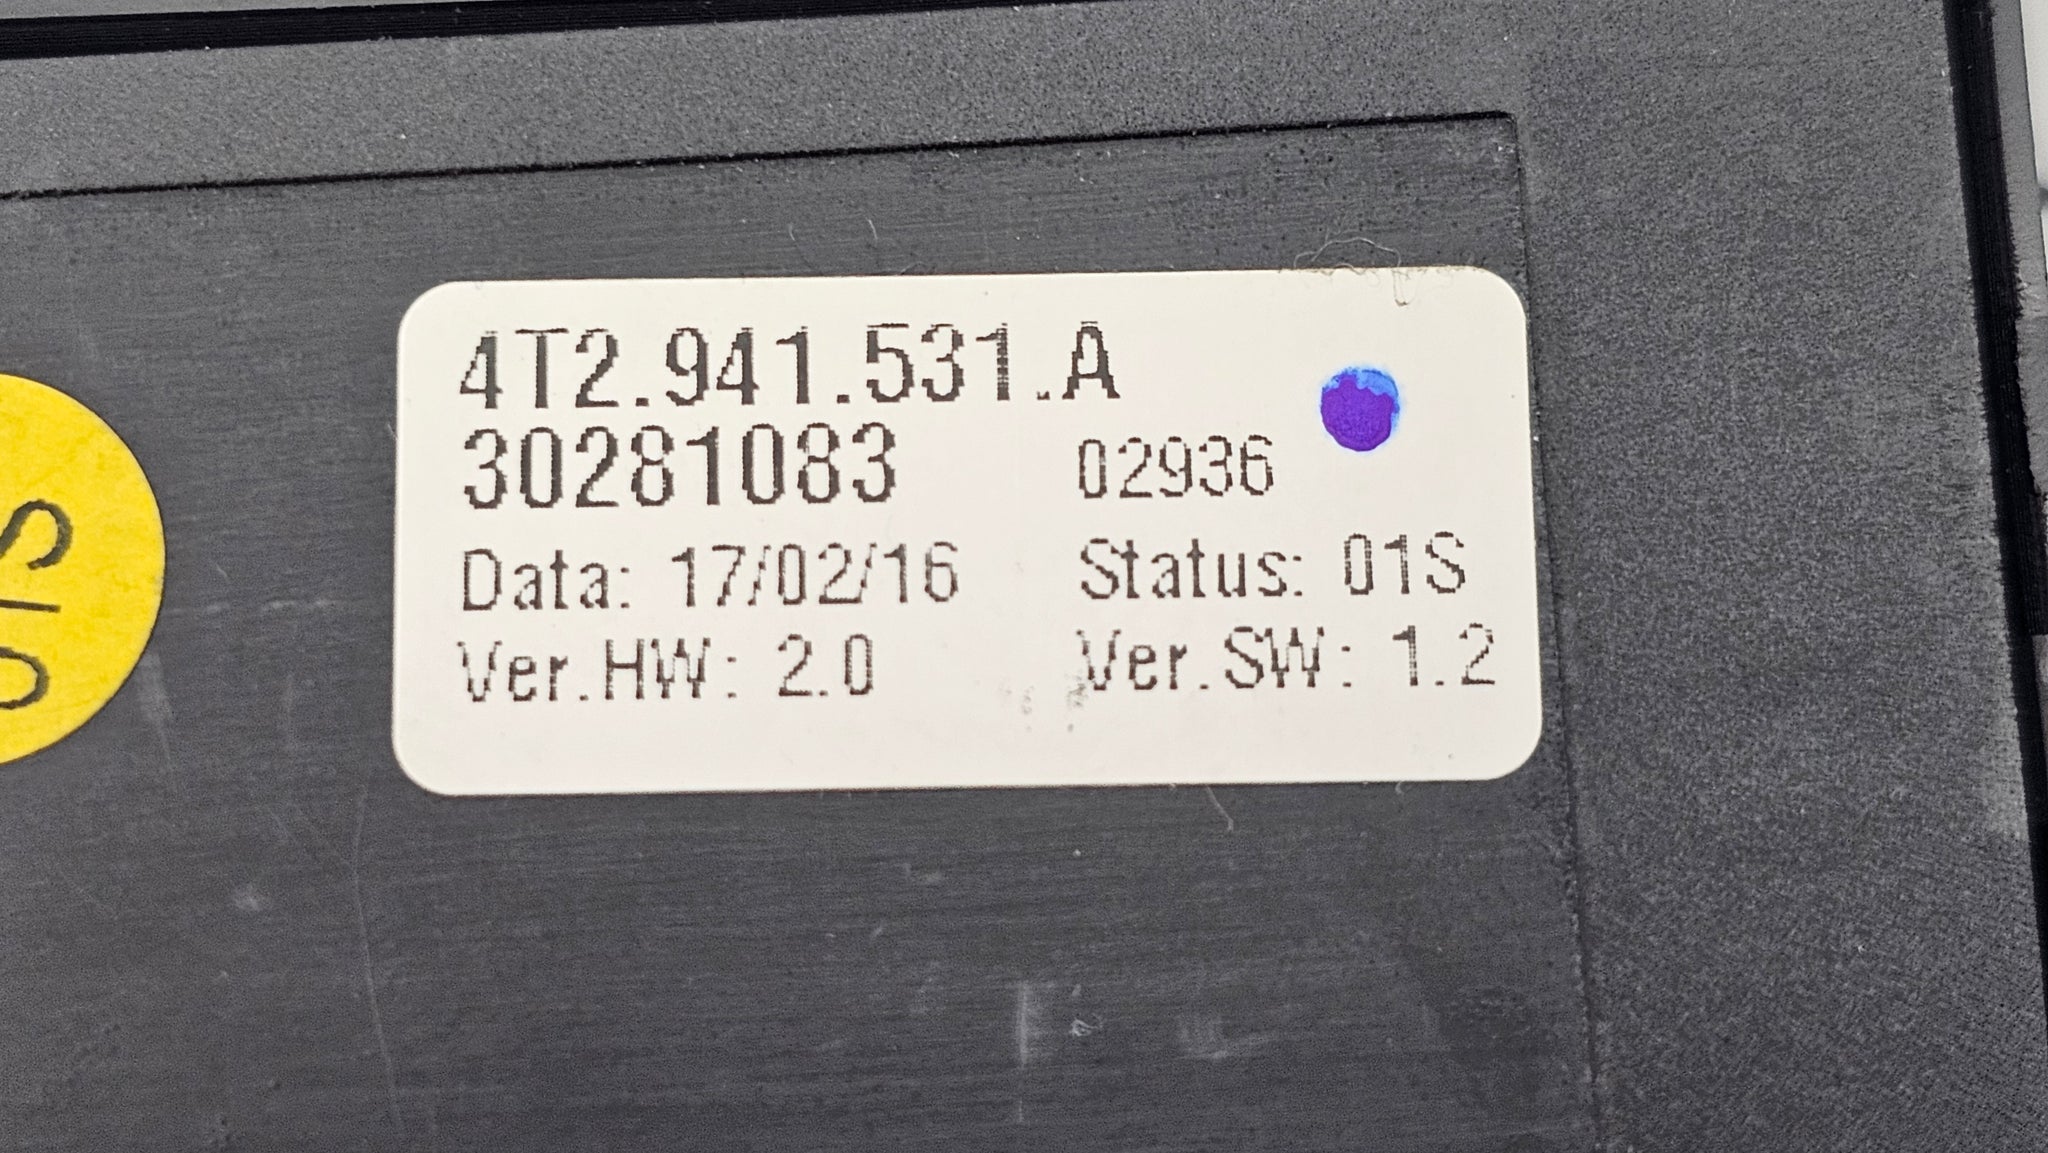 4T2.941.531.A
30281083 02936
Data: 17/02/16 Status: 01S
Ver.HW: 2.0 Ver.SW: 1.2
01S